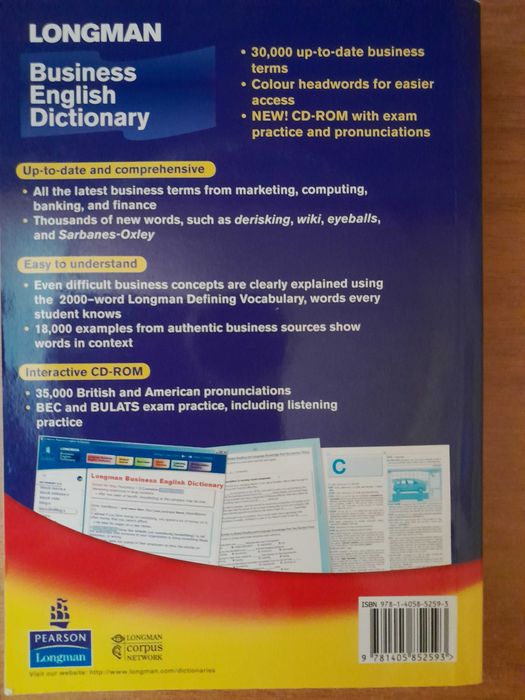 LONGMAN
Business
English
Dictionary
• 30,000 up-to-date business
terms
• Colour headwords for easier
access
• NEW! CD-ROM with exam
practice and pronunciations
Up-to-date and comprehensive
• All the latest business terms from marketing, computing,
banking, and finance
• Thousands of new words, such as derisking, wiki, eyeballs,
and Sarbanes-Oxley
Easy to understand
• Even difficult business concepts are clearly explained using
the 2000–word Longman Defining Vocabulary, words every
student knows
• 18,000 examples from authentic business sources show
words in context
Interactive CD-ROM
• 35,000 British and American pronunciations
• BEC and BULATS exam practice, including listening
practice
Longman Business English Dictionary
C
ISBN 978-1-4058-5259-3
9 781405 852593 >
PEARSON
Longman
LONGMAN
corpus
NETWORK
Visit our website: http://www.longman.com/dictionaries